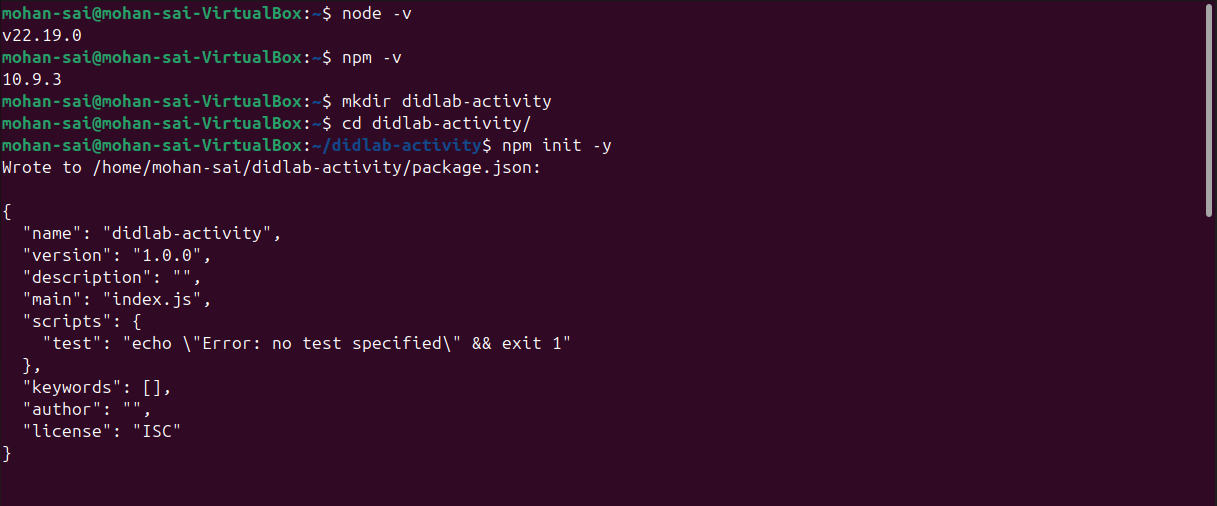 mohan-sai@mohan-sai-VirtualBox:~$ node -v
v22.19.0
mohan-sai@mohan-sai-VirtualBox:~$ npm -v
10.9.3
mohan-sai@mohan-sai-VirtualBox:~$ mkdir didlab-activity
mohan-sai@mohan-sai-VirtualBox:~$ cd didlab-activity/
mohan-sai@mohan-sai-VirtualBox:~/didlab-activity$ npm init -y
Wrote to /home/mohan-sai/didlab-activity/package.json:

{
  "name": "didlab-activity",
  "version": "1.0.0",
  "description": "",
  "main": "index.js",
  "scripts": {
    "test": "echo \"Error: no test specified\" && exit 1"
  },
  "keywords": [],
  "author": "",
  "license": "ISC"
}